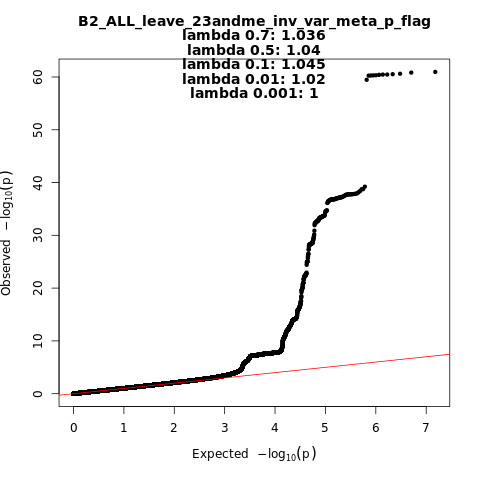 B2_ALL_leave_23andme_inv_var_meta_p_flag
lambda 0.7: 1.036
lambda 0.5: 1.04
lambda 0.1: 1.045
lambda 0.01: 1.02
lambda 0.001: 1
60
50
40
30
20
10
0
Observed −log10(p)
0 1 2 3 4 5 6 7
Expected −log10(p)